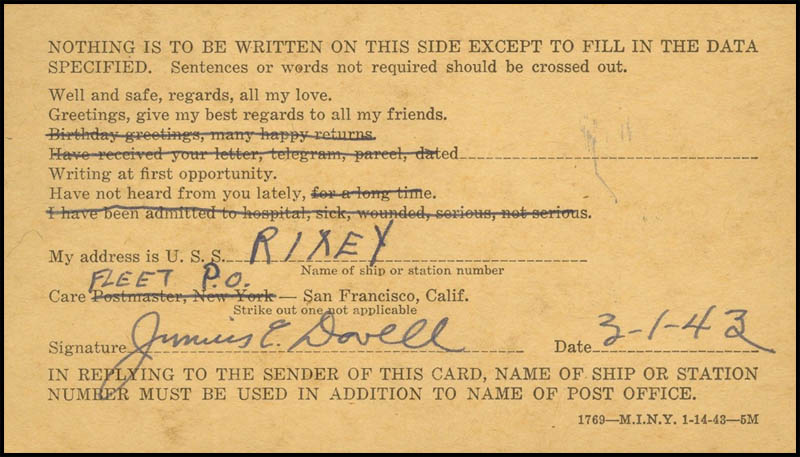 NOTHING IS TO BE WRITTEN ON THIS SIDE EXCEPT TO FILL IN THE DATA
SPECIFIED. Sentences or words not required should be crossed out.
Well and safe, regards, all my love.
Greetings, give my best regards to all my friends.
Birthday greetings, many happy returns.
Have received your letter, telegram, parcel, dated
Writing at first opportunity.
Have not heard from you lately, for a long time.
I have been admitted to hospital, sick, wounded, serious, not serious.
My address is U. S. S. RIXEY
Name of ship or station number
FLEET P.O.
Care Postmaster, New York — San Francisco, Calif.
Strike out one not applicable
Signature Junius E. Dovell Date 3-1-43
IN REPLYING TO THE SENDER OF THIS CARD, NAME OF SHIP OR STATION
NUMBER MUST BE USED IN ADDITION TO NAME OF POST OFFICE.
1769—M.I.N.Y. 1-14-43—5M